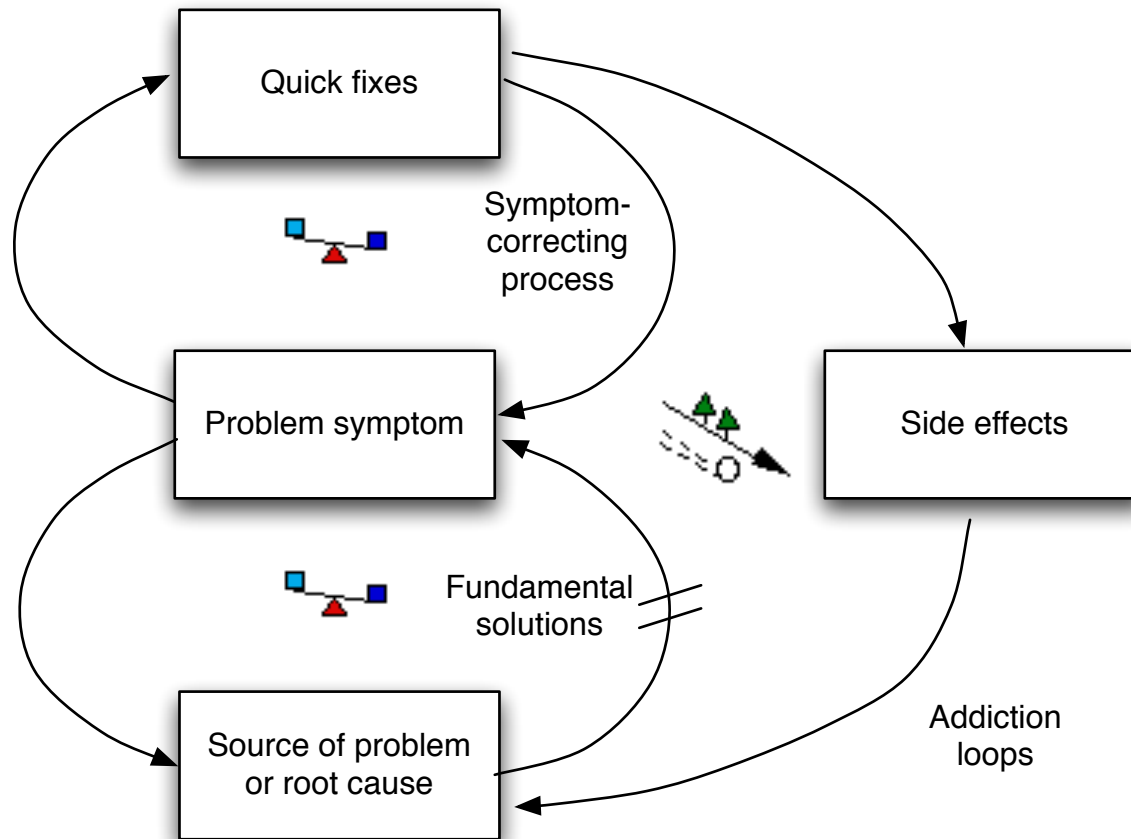 Quick fixes
Symptom-
correcting
process
Problem symptom
Side effects
Fundamental
solutions
Source of problem
or root cause
Addiction
loops